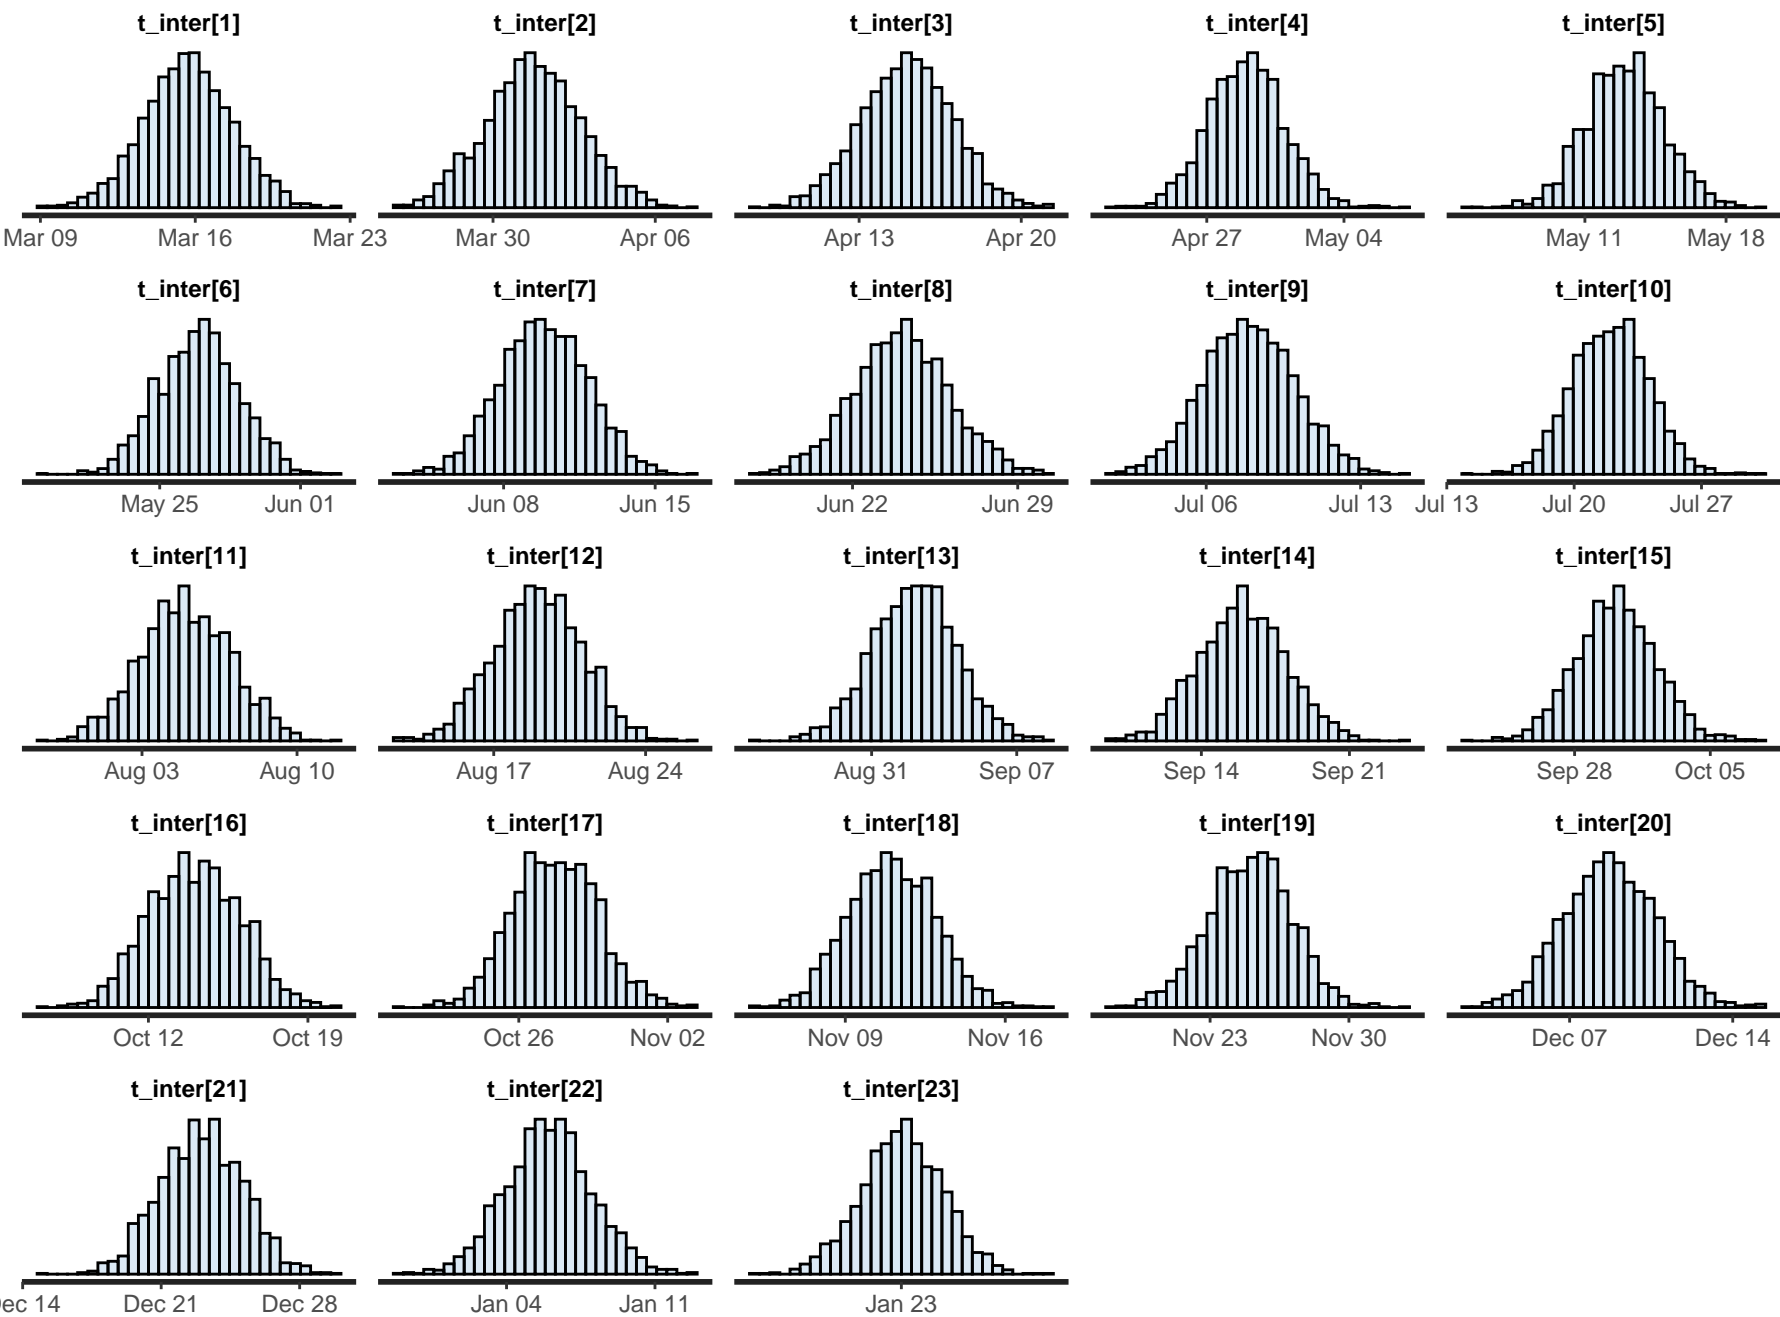 t_inter[1] t_inter[2] t_inter[3] t_inter[4] t_inter[5]
Mar 09 Mar 16 Mar 23 Mar 30 Apr 06 Apr 13 Apr 20 Apr 27 May 04 May 11 May 18
t_inter[6] t_inter[7] t_inter[8] t_inter[9] t_inter[10]
May 25 Jun 01 Jun 08 Jun 15 Jun 22 Jun 29 Jul 06 Jul 13 Jul 13 Jul 20 Jul 27
t_inter[11] t_inter[12] t_inter[13] t_inter[14] t_inter[15]
Aug 03 Aug 10 Aug 17 Aug 24 Aug 31 Sep 07 Sep 14 Sep 21 Sep 28 Oct 05
t_inter[16] t_inter[17] t_inter[18] t_inter[19] t_inter[20]
Oct 12 Oct 19 Oct 26 Nov 02 Nov 09 Nov 16 Nov 23 Nov 30 Dec 07 Dec 14
t_inter[21] t_inter[22] t_inter[23]
ec 14 Dec 21 Dec 28 Jan 04 Jan 11 Jan 23